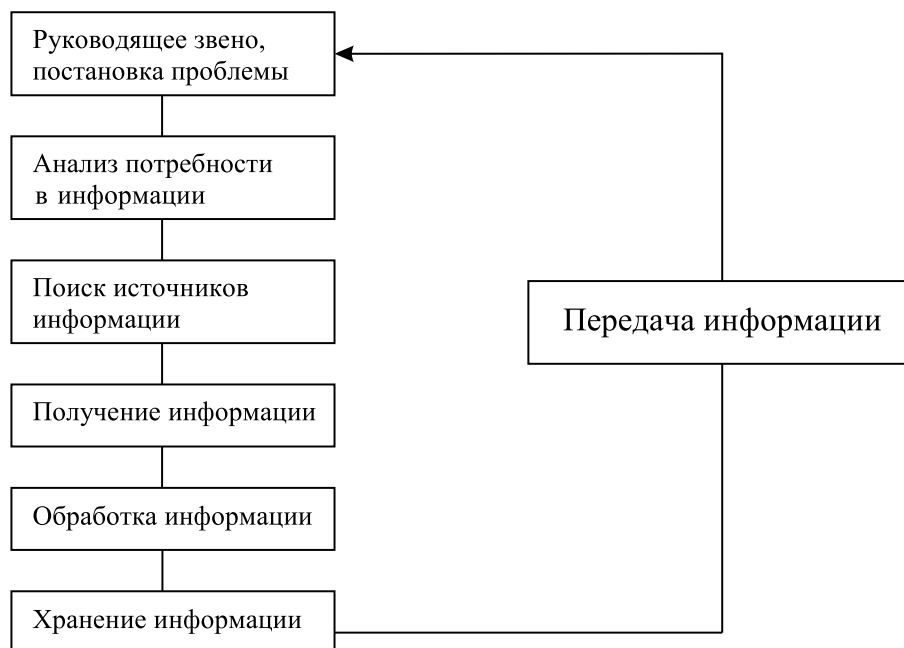 Руководящее звено,
постановка проблемы
Анализ потребности
в информации
Поиск источников
информации
Получение информации
Обработка информации
Хранение информации
Передача информации